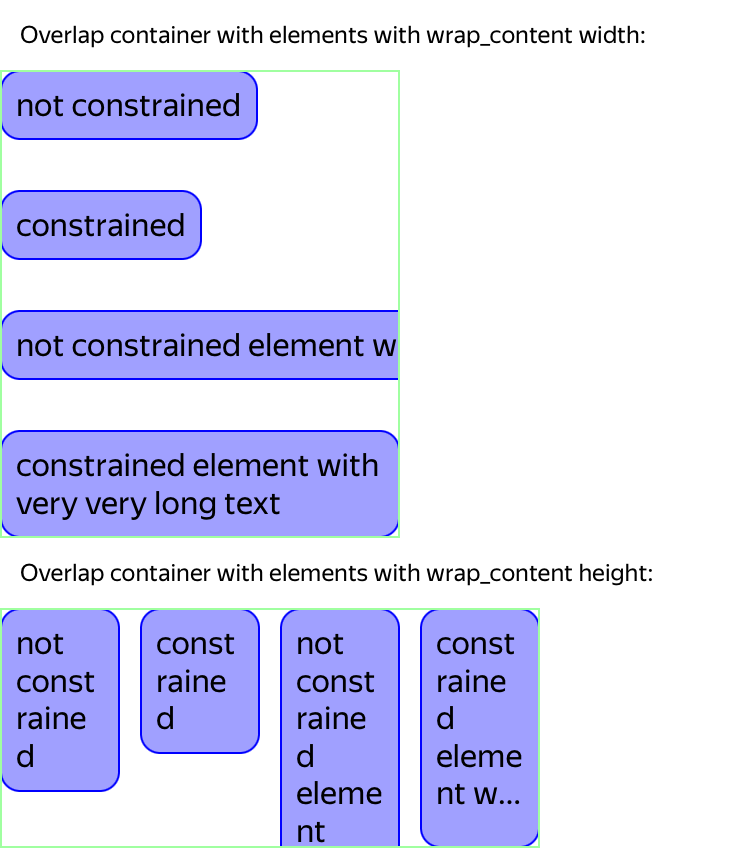 Overlap container with elements with wrap_content width:
not constrained
constrained
not constrained element w
constrained element with
very very long text
Overlap container with elements with wrap_content height:
not
const
raine
d
const
raine
d
not
const
raine
d
eleme
nt
const
raine
d
eleme
nt w...